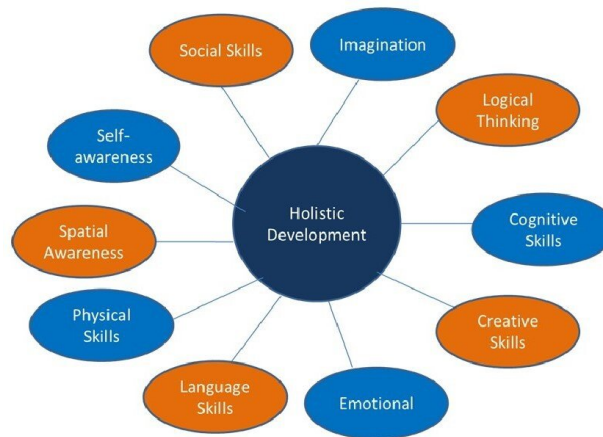 Social Skills
Imagination
Logical
Thinking
Self-
awareness
Holistic
Development
Cognitive
Skills
Spatial
Awareness
Physical
Skills
Creative
Skills
Language
Skills
Emotional